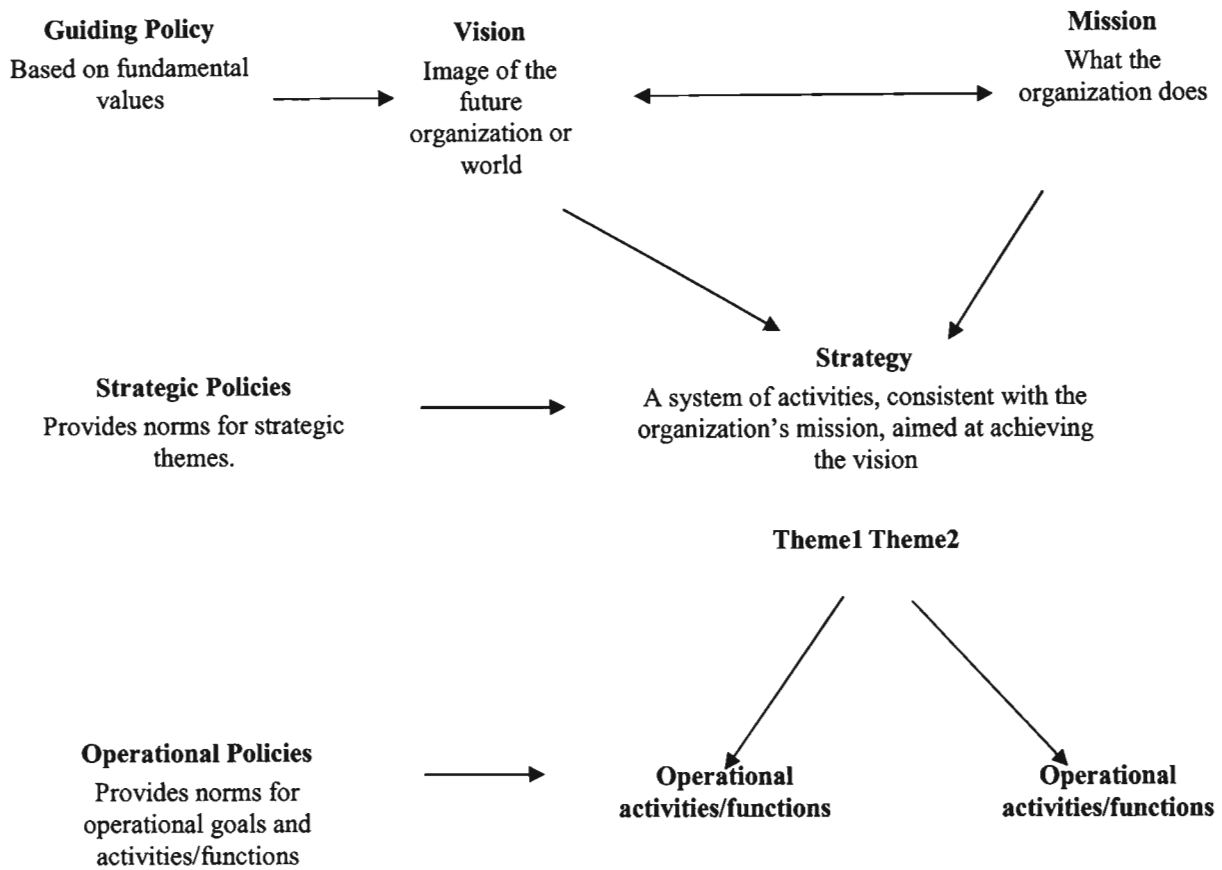 Guiding Policy
Based on fundamental
values
Vision
Image of the
future
organization or
world
Mission
What the
organization does
Strategic Policies
Provides norms for strategic
themes.
Strategy
A system of activities, consistent with the
organization's mission, aimed at achieving
the vision
Theme1 Theme2
Operational Policies
Provides norms for
operational goals and
activities/functions
Operational
activities/functions
Operational
activities/functions